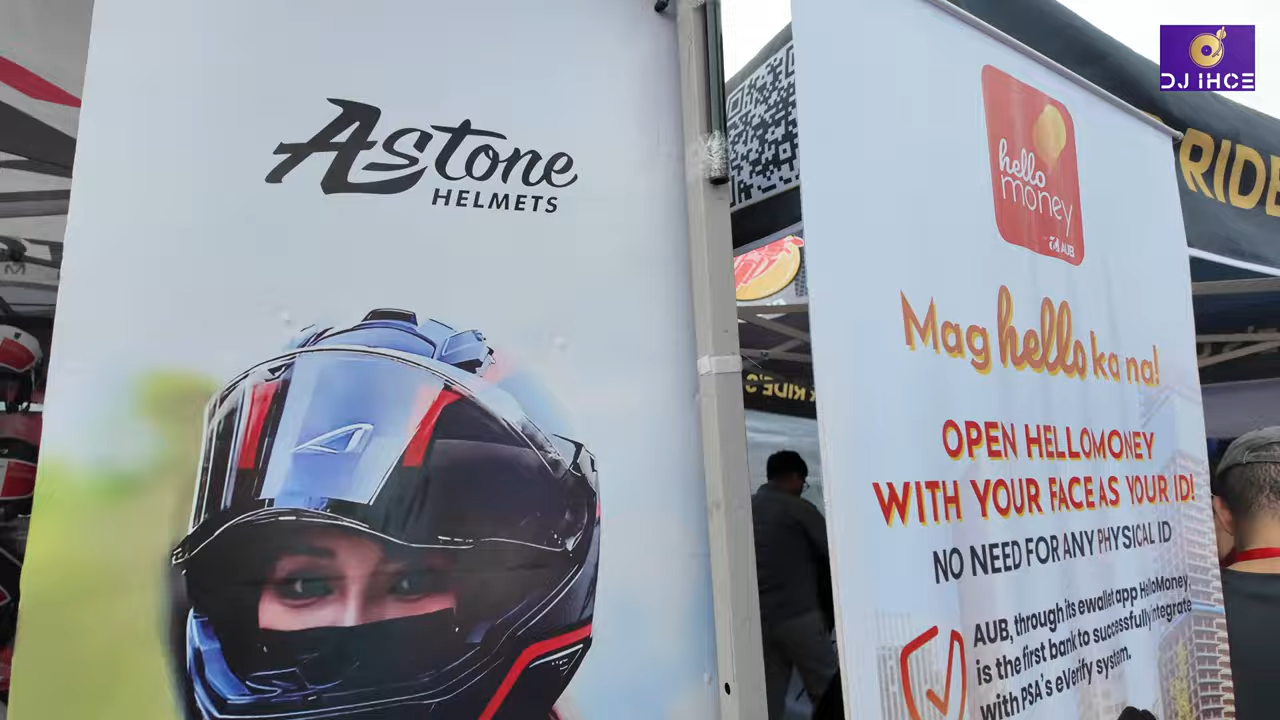 Astone
HELMETS
hello
money
AUB
Mag hello ka na!
OPEN HELLOMONEY
WITH YOUR FACE AS YOUR ID!
NO NEED FOR ANY PHYSICAL ID
AUB, through its ewallet app HelloMoney,
is the first bank to successfully integrate
with PSA's eVerify system.
RIDE
RIDE'S
DJ IHCE